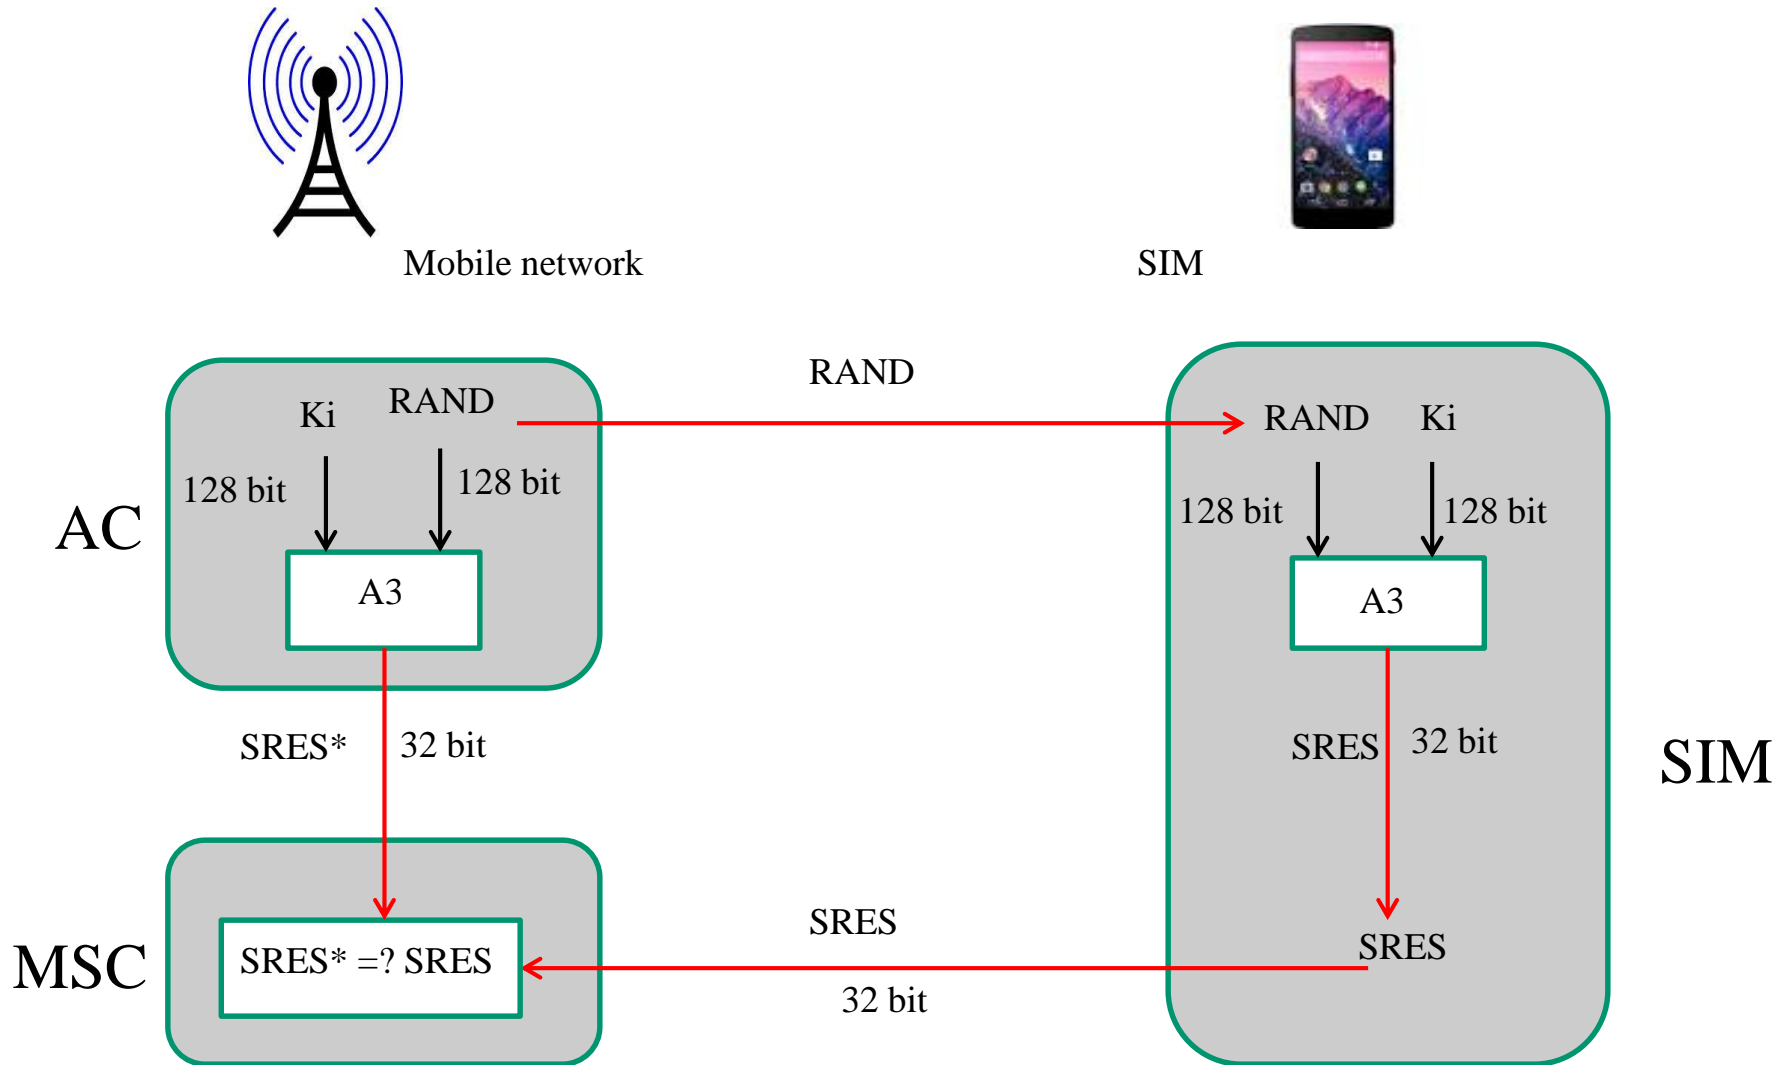 Mobile network
SIM
RAND
Ki
RAND
RAND
Ki
128 bit
128 bit
128 bit
128 bit
AC
A3
A3
SRES*
32 bit
SRES
32 bit
SIM
SRES
MSC
SRES* =? SRES
SRES
32 bit